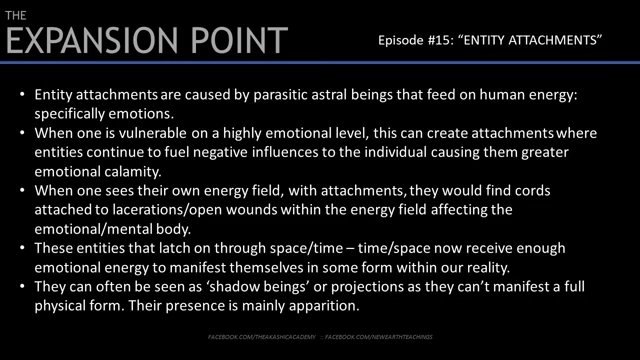 THE
EXPANSION POINT
Episode #15: “ENTITY ATTACHMENTS”
• Entity attachments are caused by parasitic astral beings that feed on human energy:
specifically emotions.
• When one is vulnerable on a highly emotional level, this can create attachments where
entities continue to fuel negative influences to the individual causing them greater
emotional calamity.
• When one sees their own energy field, with attachments, they would find cords
attached to lacerations/open wounds within the energy field affecting the
emotional/mental body.
• These entities that latch on through space/time – time/space now receive enough
emotional energy to manifest themselves in some form within our reality.
• They can often be seen as ‘shadow beings’ or projections as they can’t manifest a full
physical form. Their presence is mainly apparition.
FACEBOOK.COM/THEAKASHICACADEMY :: FACEBOOK.COM/NEWEARTHTEACHINGS